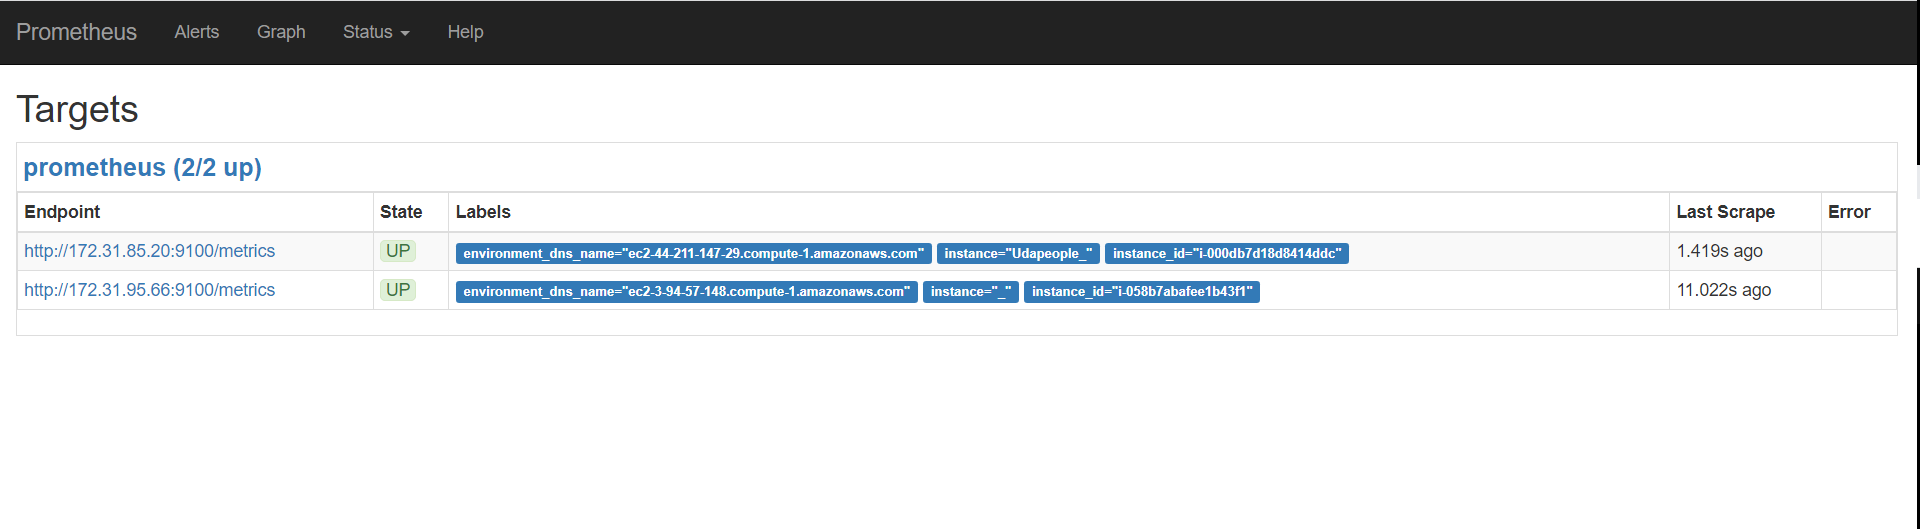 Prometheus Alerts Graph Status Help
Targets
prometheus (2/2 up)
Endpoint State Labels Last Scrape Error
http://172.31.85.20:9100/metrics UP environment_dns_name="ec2-44-211-147-29.compute-1.amazonaws.com" instance="Udapeople_" instance_id="i-000db7d18d8414ddc" 1.419s ago
http://172.31.95.66:9100/metrics UP environment_dns_name="ec2-3-94-57-148.compute-1.amazonaws.com" instance="_" instance_id="i-058b7abafee1b43f1" 11.022s ago